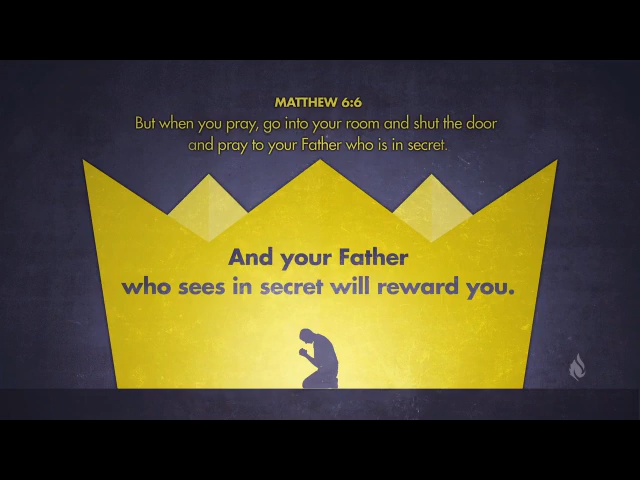 MATTHEW 6:6
But when you pray, go into your room and shut the door
and pray to your Father who is in secret.
And your Father
who sees in secret will reward you.